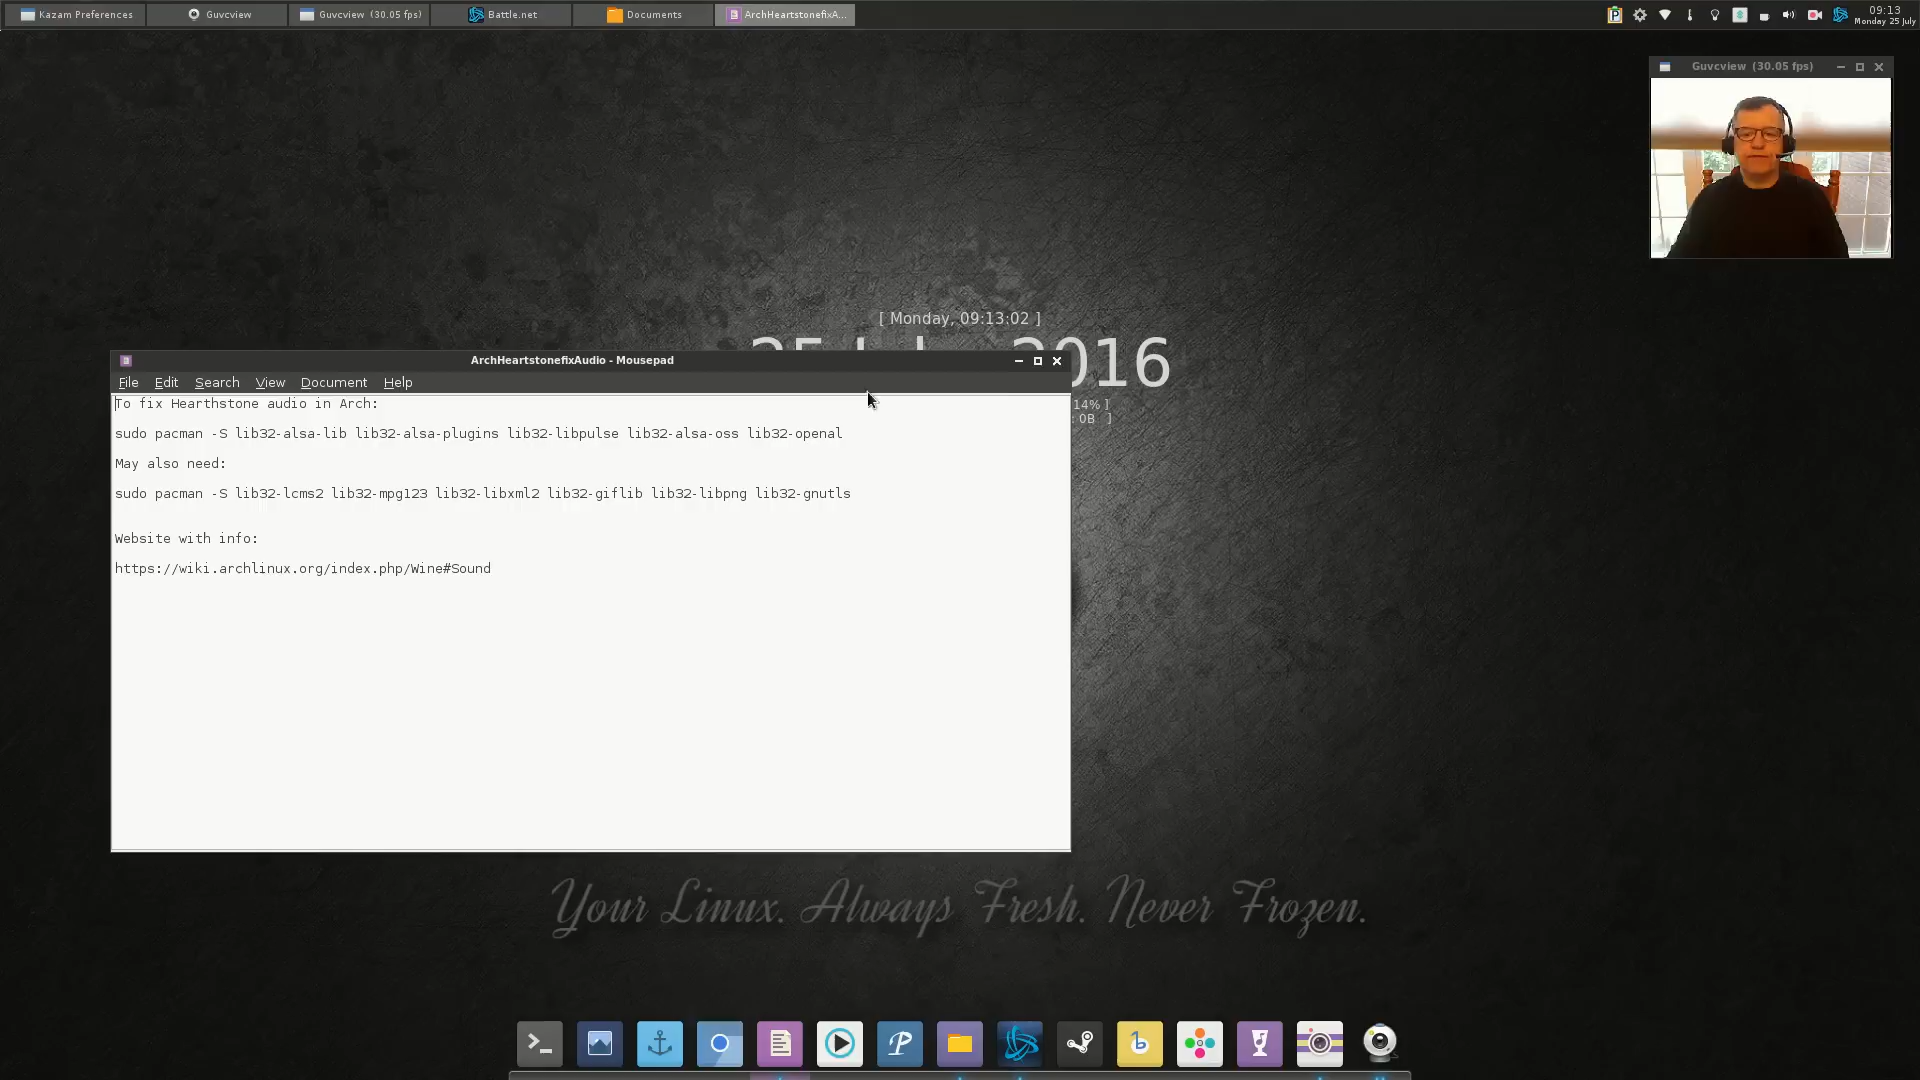 Kazam Preferences
Guvcview
Guvcview (30.05 fps)
Battle.net
Documents
ArchHeartstonefixA...
09:13
Monday 25 July
Guvcview (30.05 fps)
[ Monday, 09:13:02 ]
2016
14% ]
: 0B ]
ArchHeartstonefixAudio - Mousepad
File Edit Search View Document Help
To fix Hearthstone audio in Arch:
sudo pacman -S lib32-alsa-lib lib32-alsa-plugins lib32-libpulse lib32-alsa-oss lib32-openal
May also need:
sudo pacman -S lib32-lcms2 lib32-mpg123 lib32-libxml2 lib32-giflib lib32-libpng lib32-gnutls
Website with info:
https://wiki.archlinux.org/index.php/Wine#Sound
Your Linux. Always Fresh. Never Frozen.